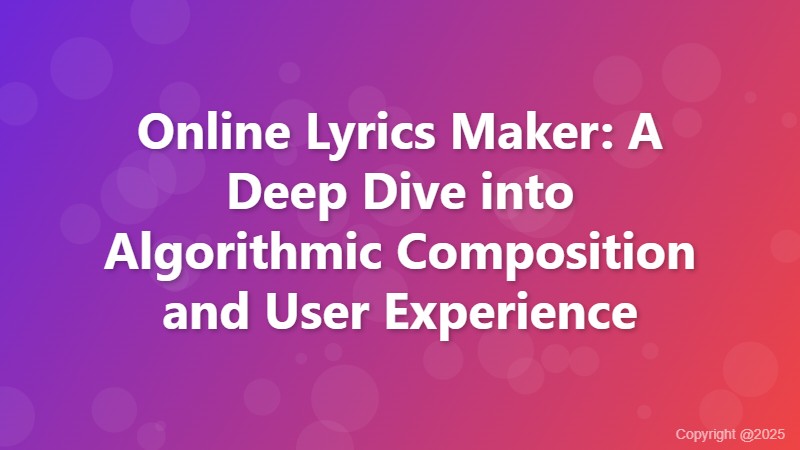 Online Lyrics Maker: A
Deep Dive into
Algorithmic Composition
and User Experience
Copyright @2025